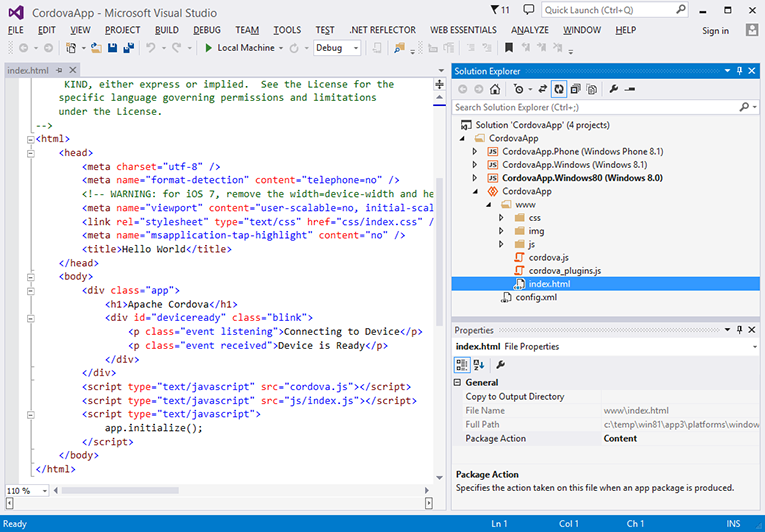 CordovaApp - Microsoft Visual Studio
11
Quick Launch (Ctrl+Q)
FILE EDIT VIEW PROJECT BUILD DEBUG TEAM TOOLS TEST .NET REFLECTOR WEB ESSENTIALS ANALYZE WINDOW HELP Sign in
Local Machine Debug
index.html
KIND, either express or implied.  See the License for the
specific language governing permissions and limitations
under the License.
-->
<html>
<head>
<meta charset="utf-8" />
<meta name="format-detection" content="telephone=no" />
<!-- WARNING: for iOS 7, remove the width=device-width and he
<meta name="viewport" content="user-scalable=no, initial-scal
<link rel="stylesheet" type="text/css" href="css/index.css" /
<meta name="msapplication-tap-highlight" content="no" />
<title>Hello World</title>
</head>
<body>
<div class="app">
<h1>Apache Cordova</h1>
<div id="deviceready" class="blink">
<p class="event listening">Connecting to Device</p>
<p class="event received">Device is Ready</p>
</div>
</div>
<script type="text/javascript" src="cordova.js"></script>
<script type="text/javascript" src="js/index.js"></script>
<script type="text/javascript">
app.initialize();
</script>
</body>
</html>
110 %
Solution Explorer
Search Solution Explorer (Ctrl+;)
Solution 'CordovaApp' (4 projects)
CordovaApp
CordovaApp.Phone (Windows Phone 8.1)
CordovaApp.Windows (Windows 8.1)
CordovaApp.Windows80 (Windows 8.0)
CordovaApp
www
css
img
js
cordova.js
cordova_plugins.js
index.html
config.xml
Properties
index.html File Properties
General
Copy to Output Directory
File Name www\index.html
Full Path c:\temp\win81\app3\platforms\window
Package Action Content
Package Action
Specifies the action taken on this file when an app package is produced.
Ready Ln 1 Col 1 Ch 1 INS